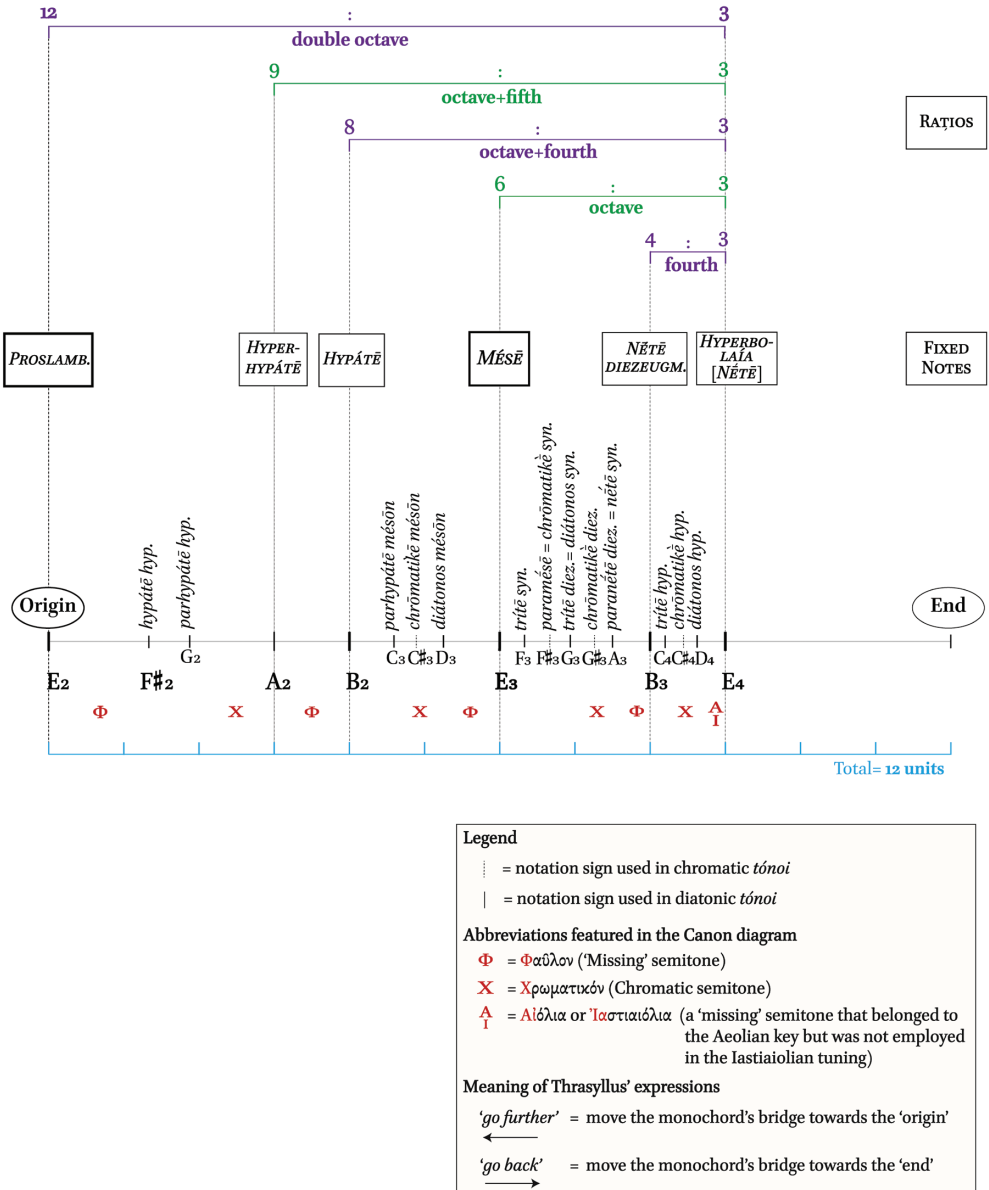 12 : 3
double octave
9 : 3
octave+fifth
RAṬIOS
8 : 3
octave+fourth
6 : 3
octave
4 : 3
fourth
PROSLAMB.
HYPER-
HYPÁTĒ
HYPÁTĒ
MÉSĒ
NḖTĒ
DIEZEUGM.
HYPERBO-
LAÍA
[NḖTĒ]
FIXED
NOTES
hypátē hyp.
parhypátē hyp.
parhypátē mésōn
chrōmatikḕ mésōn
diátonos mésōn
trítē syn.
paramésē = chrōmatikḕ syn.
trítē diez.= diátonos syn.
chrōmatikḕ diez.
paranḗtē diez. = nḗtē syn.
trítē hyp.
chrōmatikḕ hyp.
diátonos hyp.
Origin
End
G2 C3 C♯3 D3 F3 F♯3 G3 G♯3 A3 C4 C♯4 D4
E2 F♯2 A2 B2 E3 B3 E4
Φ Χ Φ Χ Φ Χ Φ Χ Α
Ι
Total= 12 units
Legend
= notation sign used in chromatic tónoi
= notation sign used in diatonic tónoi
Abbreviations featured in the Canon diagram
Φ = Φαῦλον (‘Missing’ semitone)
Χ = Χρωματικόν (Chromatic semitone)
Α
Ι = Αἰόλια or Ἰαστιαιόλια (a ‘missing’ semitone that belonged to
the Aeolian key but was not employed
in the Iastiaiolian tuning)
Meaning of Thrasyllus’ expressions
‘go further’ = move the monochord’s bridge towards the ‘origin’
‘go back’ = move the monochord’s bridge towards the ‘end’